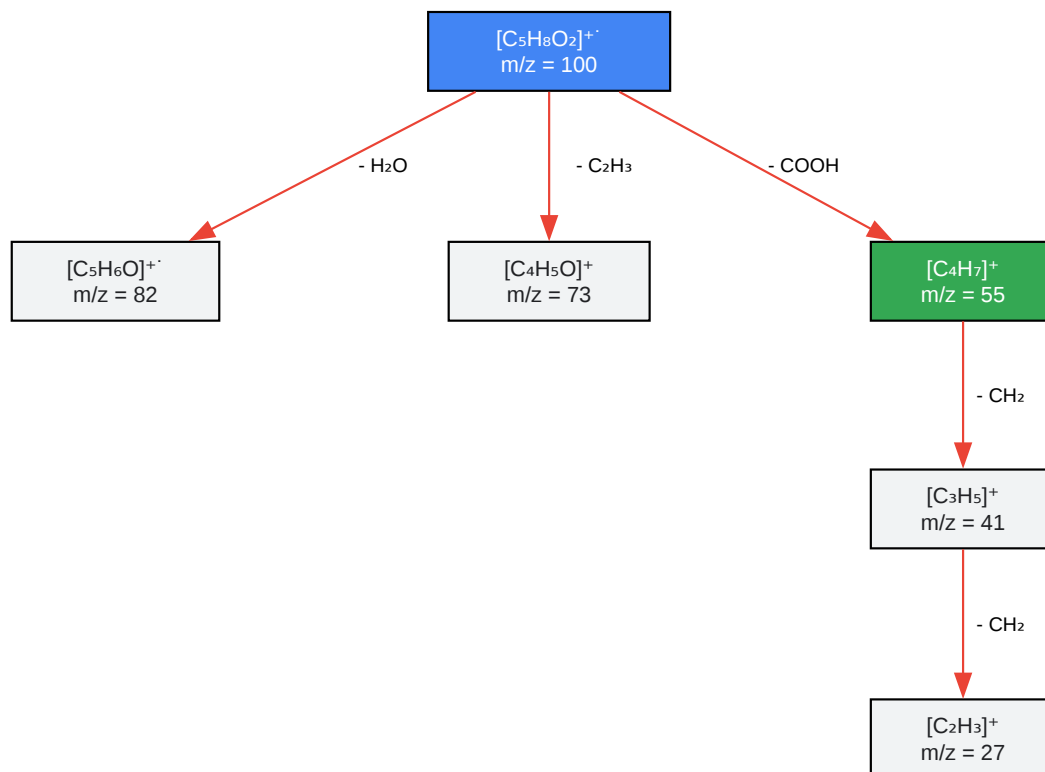 [C₅H₈O₂]⁺˙
m/z = 100
- H₂O
- C₂H₃
- COOH
[C₅H₆O]⁺˙
m/z = 82
[C₄H₅O]⁺
m/z = 73
[C₄H₇]⁺
m/z = 55
- CH₂
[C₃H₅]⁺
m/z = 41
- CH₂
[C₂H₃]⁺
m/z = 27